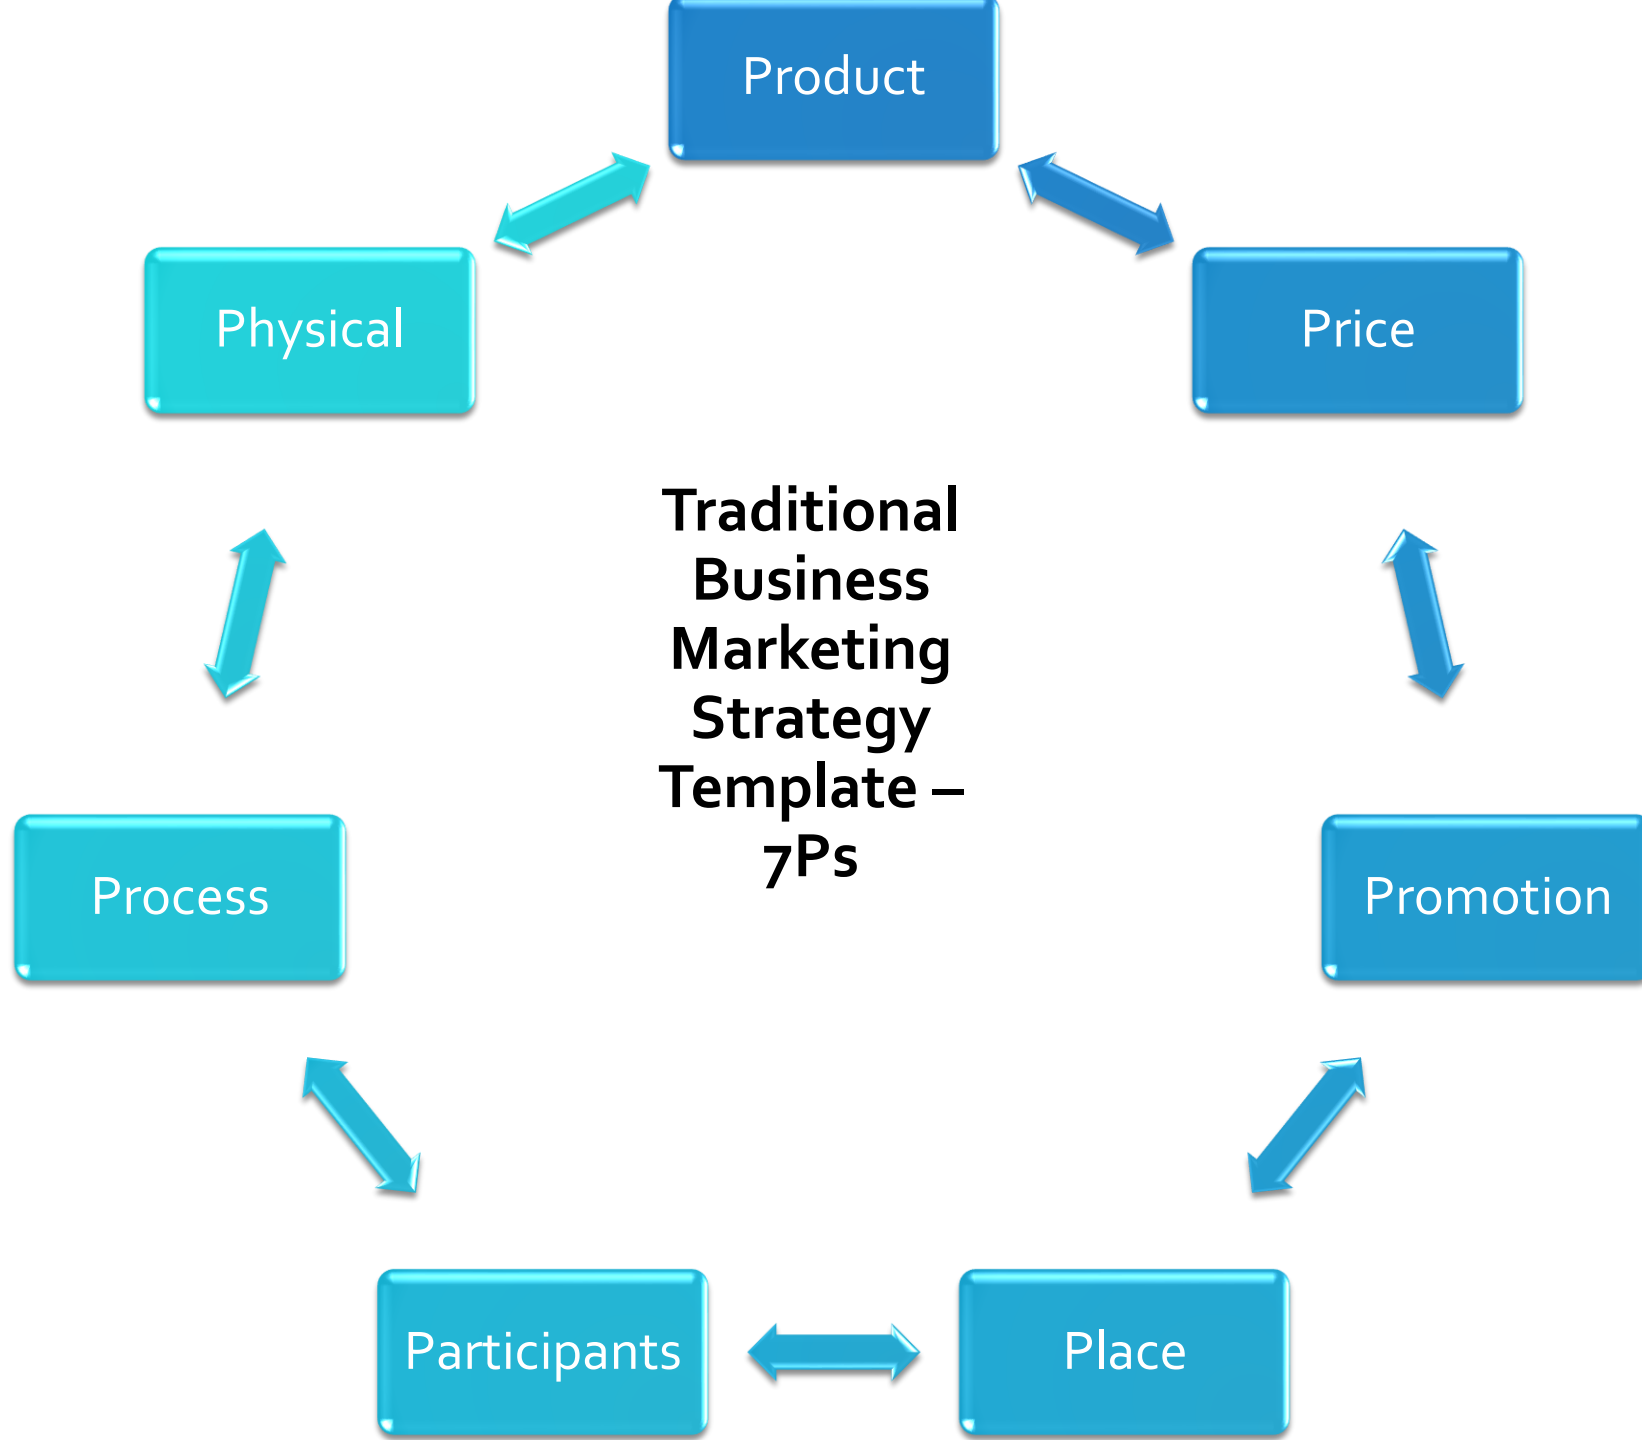 Product
Physical
Price
Traditional
Business
Marketing
Strategy
Template –
7Ps
Process
Promotion
Participants
Place